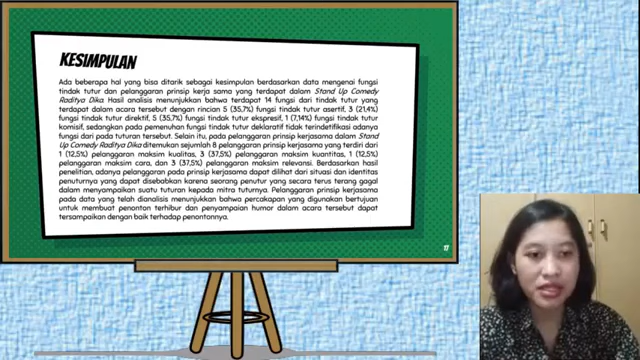 KESIMPULAN
Ada beberapa hal yang bisa ditarik sebagai kesimpulan berdasarkan data mengenai fungsi
tindak tutur dan pelanggaran prinsip kerja sama yang terdapat dalam Stand Up Comedy
Raditya Dika. Hasil analisis menunjukkan bahwa terdapat 14 fungsi dari tindak tutur yang
terdapat dalam acara tersebut dengan rincian 5 (35,7%) fungsi tindak tutur asertif, 3 (21,4%)
fungsi tindak tutur direktif, 5 (35,7%) fungsi tindak tutur ekspresif, 1 (7,14%) fungsi tindak tutur
komisif, sedangkan pada pemenuhan fungsi tindak tutur deklaratif tidak teridentifikasi adanya
fungsi dari pada tuturan tersebut. Selain itu, pada pelanggaran prinsip kerjasama dalam Stand
Up Comedy Raditya Dika ditemukan sejumlah 8 pelanggaran prinsip kerjasama yang terdiri dari
1 (12,5%) pelanggaran maksim kualitas, 3 (37,5%) pelanggaran maksim kuantitas, 1 (12,5%)
pelanggaran maksim cara, dan 3 (37,5%) pelanggaran maksim relevansi. Berdasarkan hasil
penelitian, adanya pelanggaran pada prinsip kerjasama dapat dilihat dari situasi dan identitas
penuturnya yang dapat disebabkan karena seorang penutur yang secara terus terang gagal
dalam menyampaikan suatu tuturan kepada mitra tuturnya. Pelanggaran prinsip kerjasama
pada data yang telah dianalisis menunjukkan bahwa percakapan yang digunakan bertujuan
untuk membuat penonton terhibur dan penyampaian humor dalam acara tersebut dapat
tersampaikan dengan baik terhadap penontonnya.
17